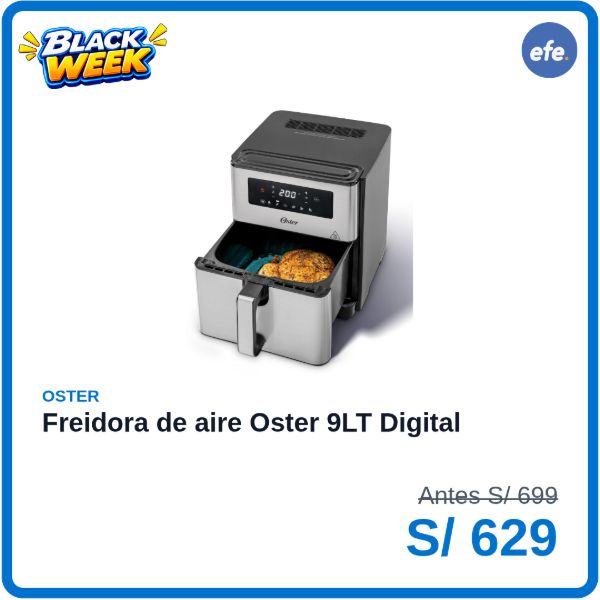 BLACK
WEEK
efe.
200
Oster
OSTER
Freidora de aire Oster 9LT Digital
Antes S/ 699
S/ 629